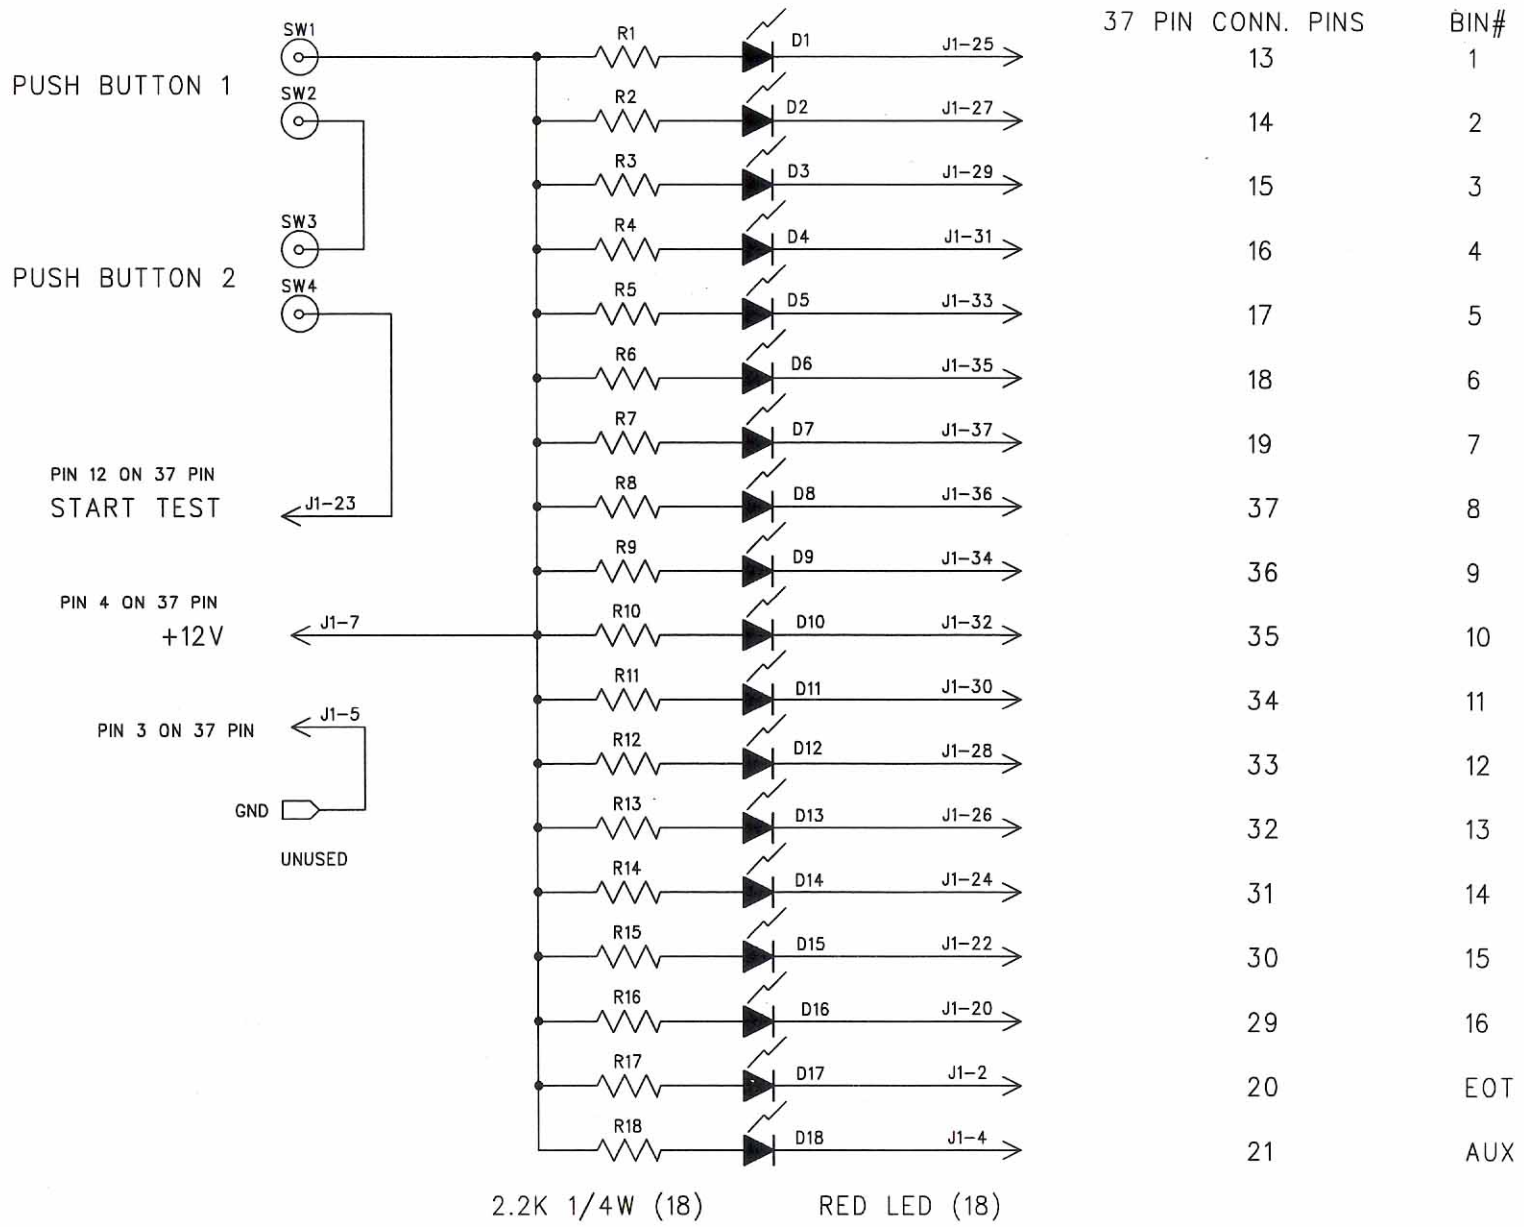 37 PIN CONN. PINS BIN#
SW1 R1 D1 J1-25 13 1
PUSH BUTTON 1
SW2 R2 D2 J1-27 14 2
R3 D3 J1-29 15 3
SW3 R4 D4 J1-31 16 4
PUSH BUTTON 2
SW4 R5 D5 J1-33 17 5
R6 D6 J1-35 18 6
R7 D7 J1-37 19 7
PIN 12 ON 37 PIN
START TEST J1-23 R8 D8 J1-36 37 8
R9 D9 J1-34 36 9
PIN 4 ON 37 PIN
+12V J1-7 R10 D10 J1-32 35 10
R11 D11 J1-30 34 11
PIN 3 ON 37 PIN J1-5
R12 D12 J1-28 33 12
GND R13 D13 J1-26 32 13
UNUSED
R14 D14 J1-24 31 14
R15 D15 J1-22 30 15
R16 D16 J1-20 29 16
R17 D17 J1-2 20 EOT
R18 D18 J1-4 21 AUX
2.2K 1/4W (18) RED LED (18)